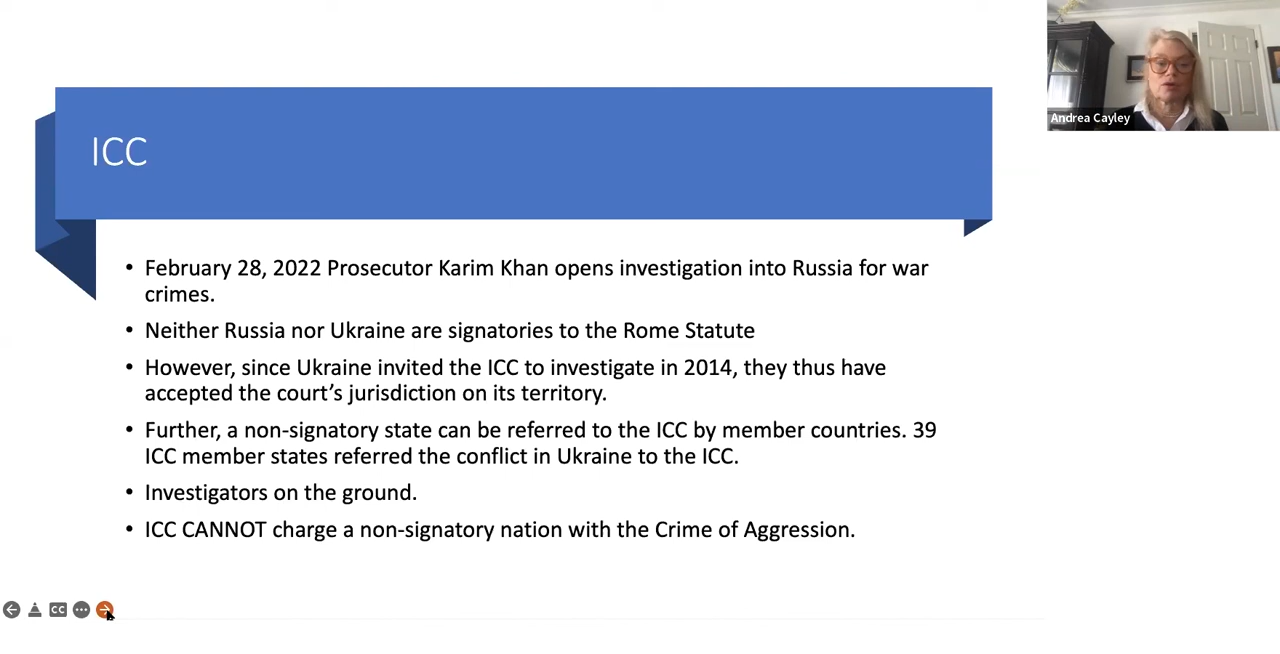 ICC
Andrea Cayley
• February 28, 2022 Prosecutor Karim Khan opens investigation into Russia for war
crimes.
• Neither Russia nor Ukraine are signatories to the Rome Statute
• However, since Ukraine invited the ICC to investigate in 2014, they thus have
accepted the court's jurisdiction on its territory.
• Further, a non-signatory state can be referred to the ICC by member countries. 39
ICC member states referred the conflict in Ukraine to the ICC.
• Investigators on the ground.
• ICC CANNOT charge a non-signatory nation with the Crime of Aggression.
CC